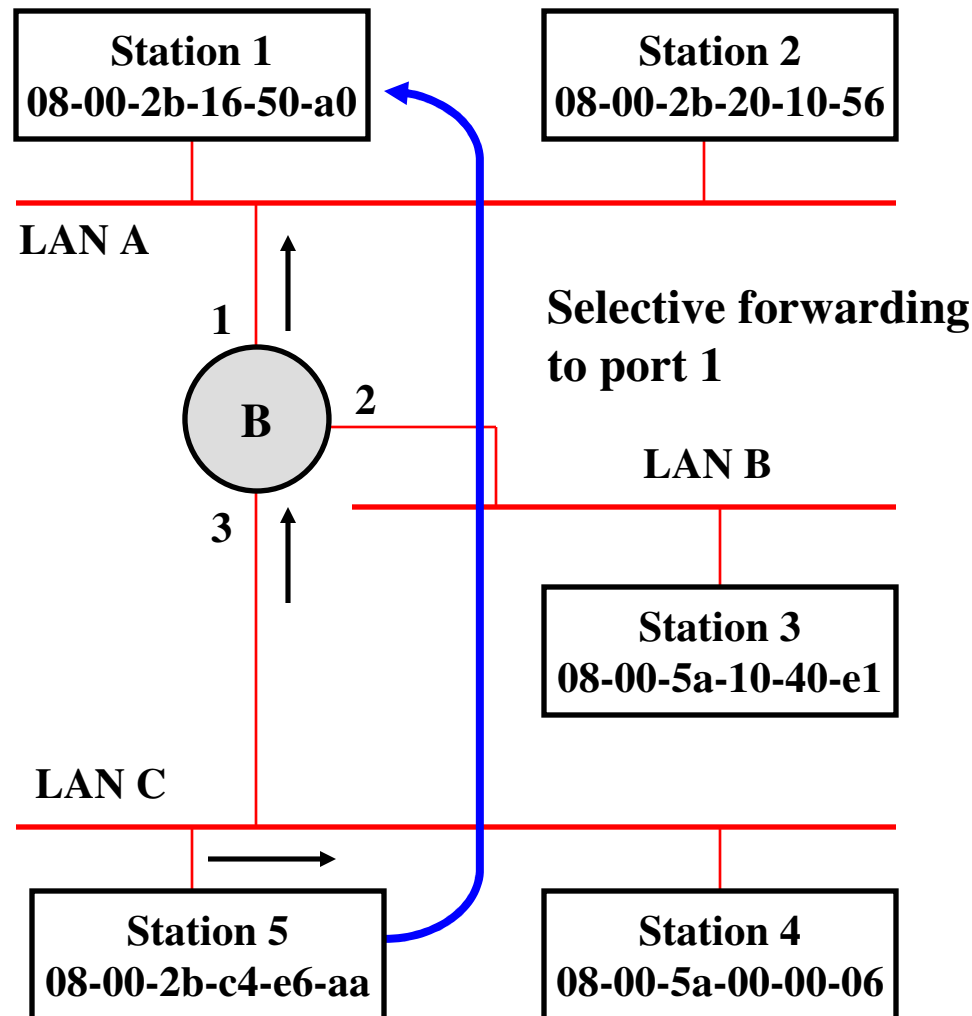 Station 1
08-00-2b-16-50-a0
Station 2
08-00-2b-20-10-56
LAN A
1
Selective forwarding
to port 1
B
2
LAN B
3
Station 3
08-00-5a-10-40-e1
LAN C
Station 5
08-00-2b-c4-e6-aa
Station 4
08-00-5a-00-00-06